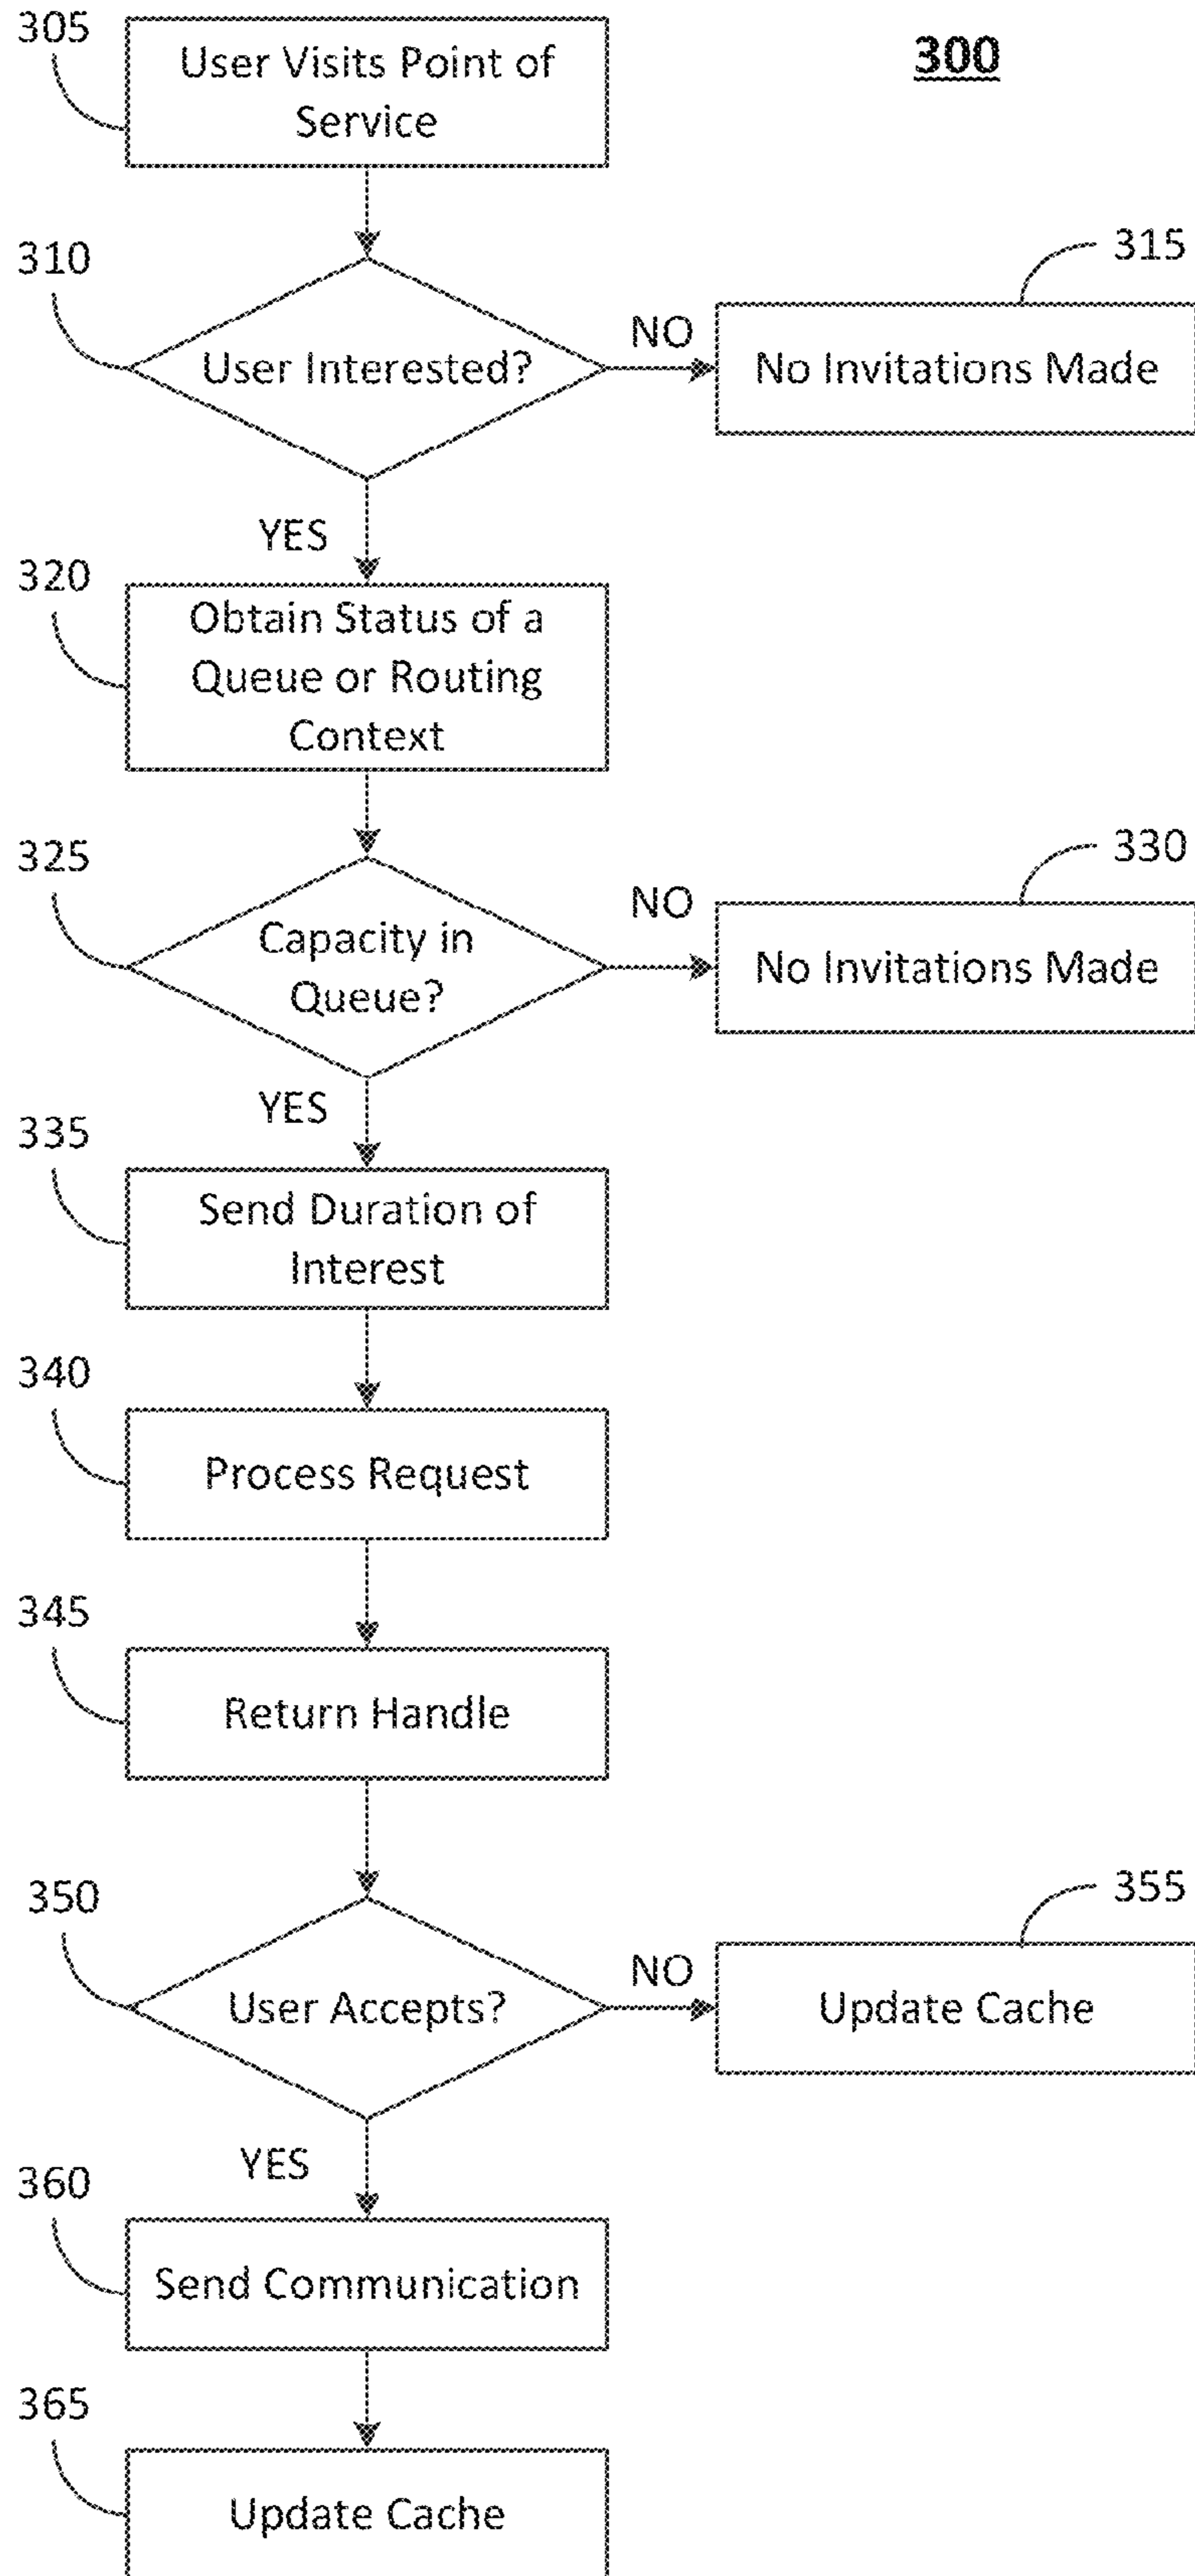 305
User Visits Point of
Service
300
310
User Interested?
NO
315
No Invitations Made
YES
320
Obtain Status of a
Queue or Routing
Context
325
Capacity in
Queue?
NO
330
No Invitations Made
YES
335
Send Duration of
Interest
340
Process Request
345
Return Handle
350
User Accepts?
NO
355
Update Cache
YES
360
Send Communication
365
Update Cache